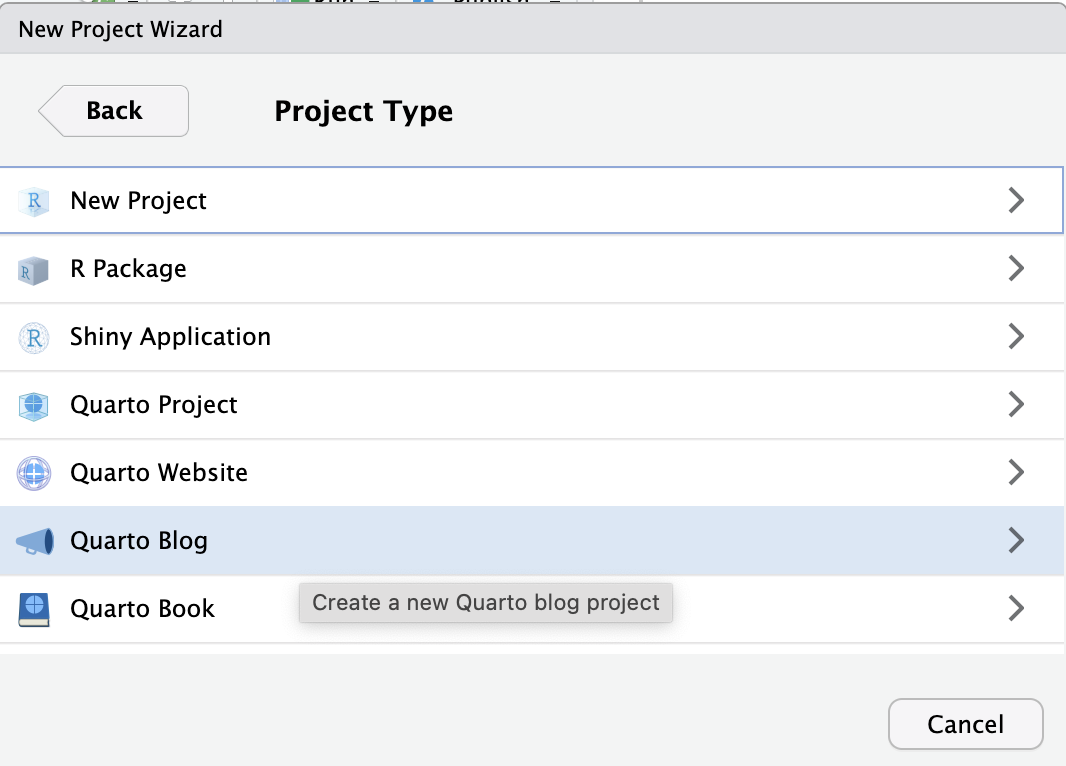 New Project Wizard
Back
Project Type
R New Project
R R Package
R Shiny Application
Quarto Project
Quarto Website
Quarto Blog
Quarto Book
Create a new Quarto blog project
Cancel